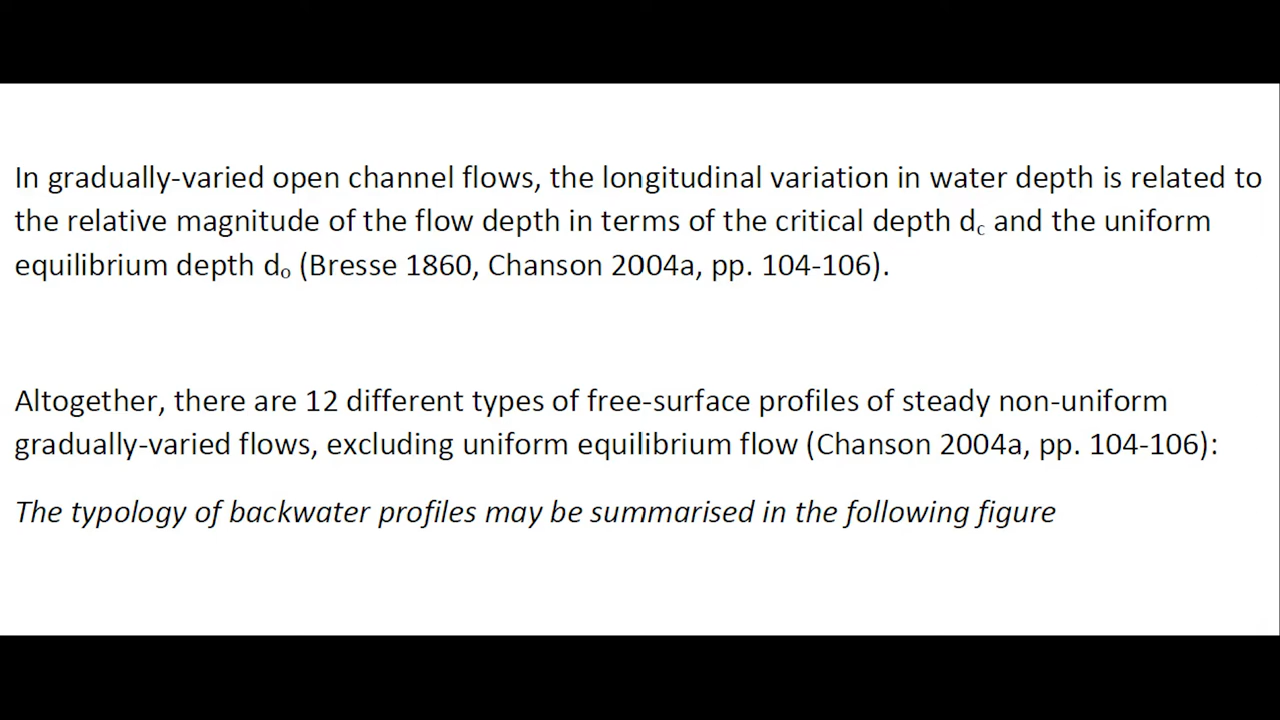 In gradually-varied open channel flows, the longitudinal variation in water depth is related to
the relative magnitude of the flow depth in terms of the critical depth dc and the uniform
equilibrium depth do (Bresse 1860, Chanson 2004a, pp. 104-106).
Altogether, there are 12 different types of free-surface profiles of steady non-uniform
gradually-varied flows, excluding uniform equilibrium flow (Chanson 2004a, pp. 104-106):
The typology of backwater profiles may be summarised in the following figure